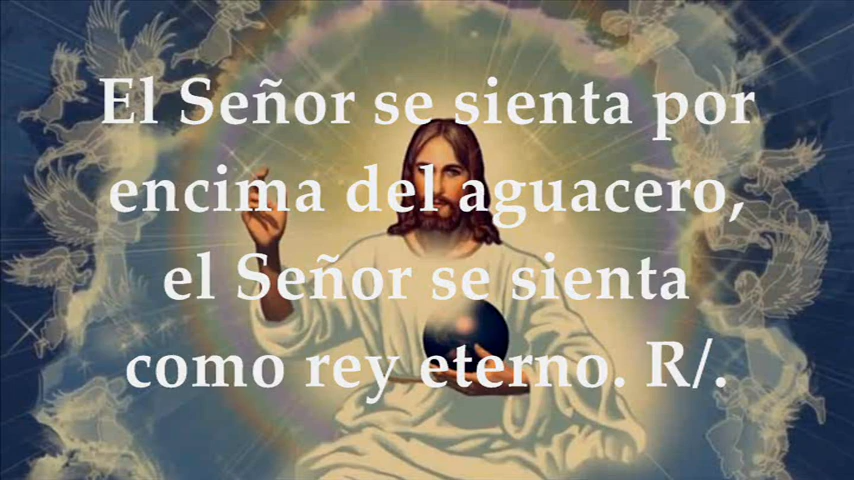 El Señor se sienta por
encima del aguacero,
el Señor se sienta
como rey eterno. R/.